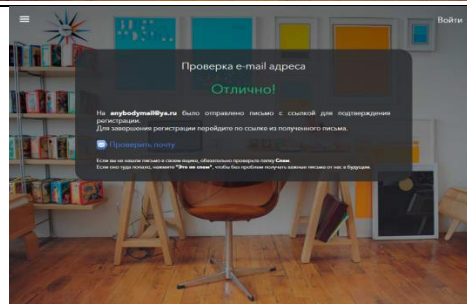 Войти
Проверка e-mail адреса
Отлично!
На anybodymail@ya.ru было отправлено письмо с ссылкой для подтверждения
регистрации.
Для завершения регистрации перейдите по ссылке из полученного письма.
Проверить почту
Если вы не нашли письмо в своем ящике, обязательно проверьте папку Спам.
Если оно туда попало, нажмите "Это не спам", чтобы без проблем получать важные письма от нас в будущем.